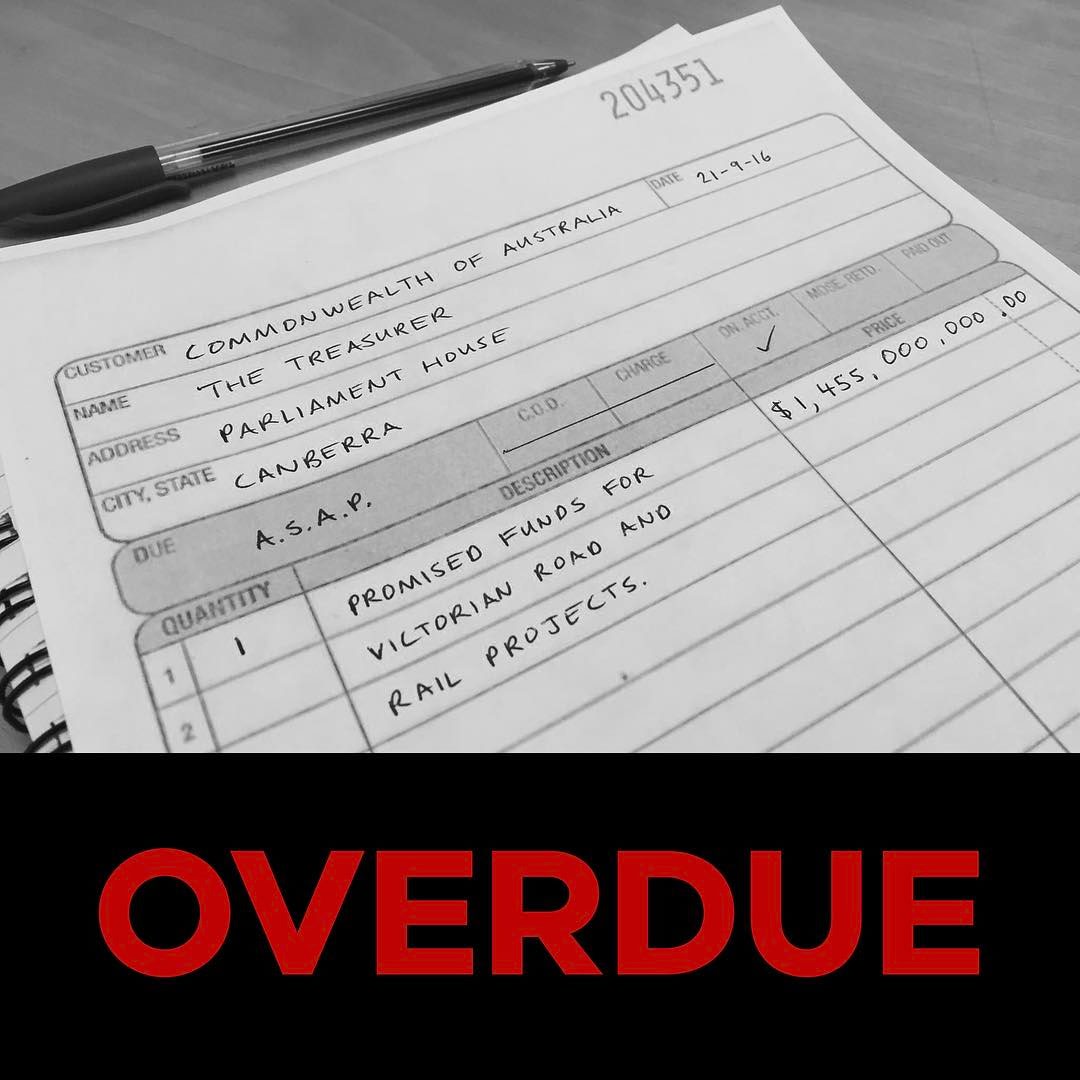 204351
CUSTOMER COMMONWEALTH OF AUSTRALIA DATE 21-9-16
NAME THE TREASURER
ADDRESS PARLIAMENT HOUSE
CITY, STATE CANBERRA
DUE A.S.A.P. C.O.D. CHARGE ON ACCT. ✓ MDSE. RETD. PAID OUT
QUANTITY DESCRIPTION PRICE
1 1 PROMISED FUNDS FOR $1,455,000,000.00
2 VICTORIAN ROAD AND
RAIL PROJECTS.
OVERDUE